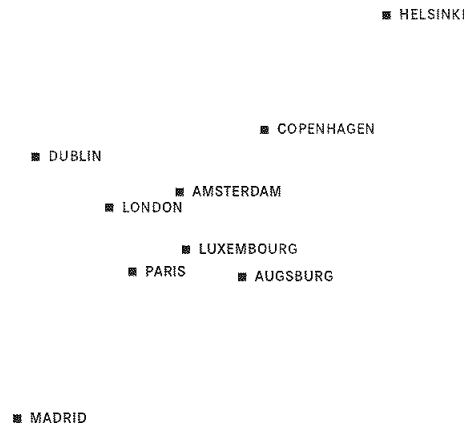 HELSINKI
COPENHAGEN
DUBLIN
AMSTERDAM
LONDON
LUXEMBOURG
PARIS
AUGSBURG
MADRID